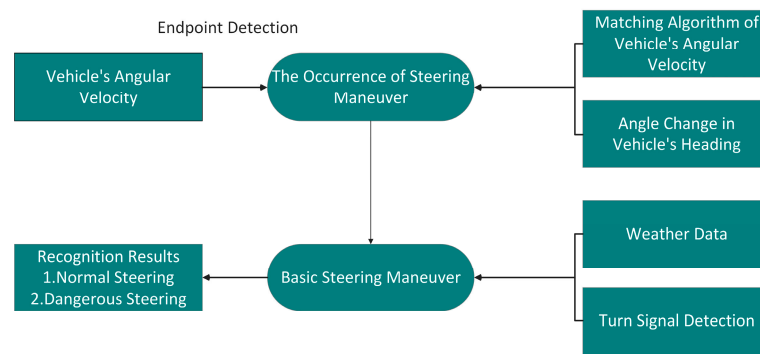 Endpoint Detection
Vehicle's Angular
Velocity
The Occurrence of Steering
Maneuver
Matching Algorithm of
Vehicle's Angular
Velocity
Angle Change in
Vehicle's Heading
Recognition Results
1.Normal Steering
2.Dangerous Steering
Basic Steering Maneuver
Weather Data
Turn Signal Detection